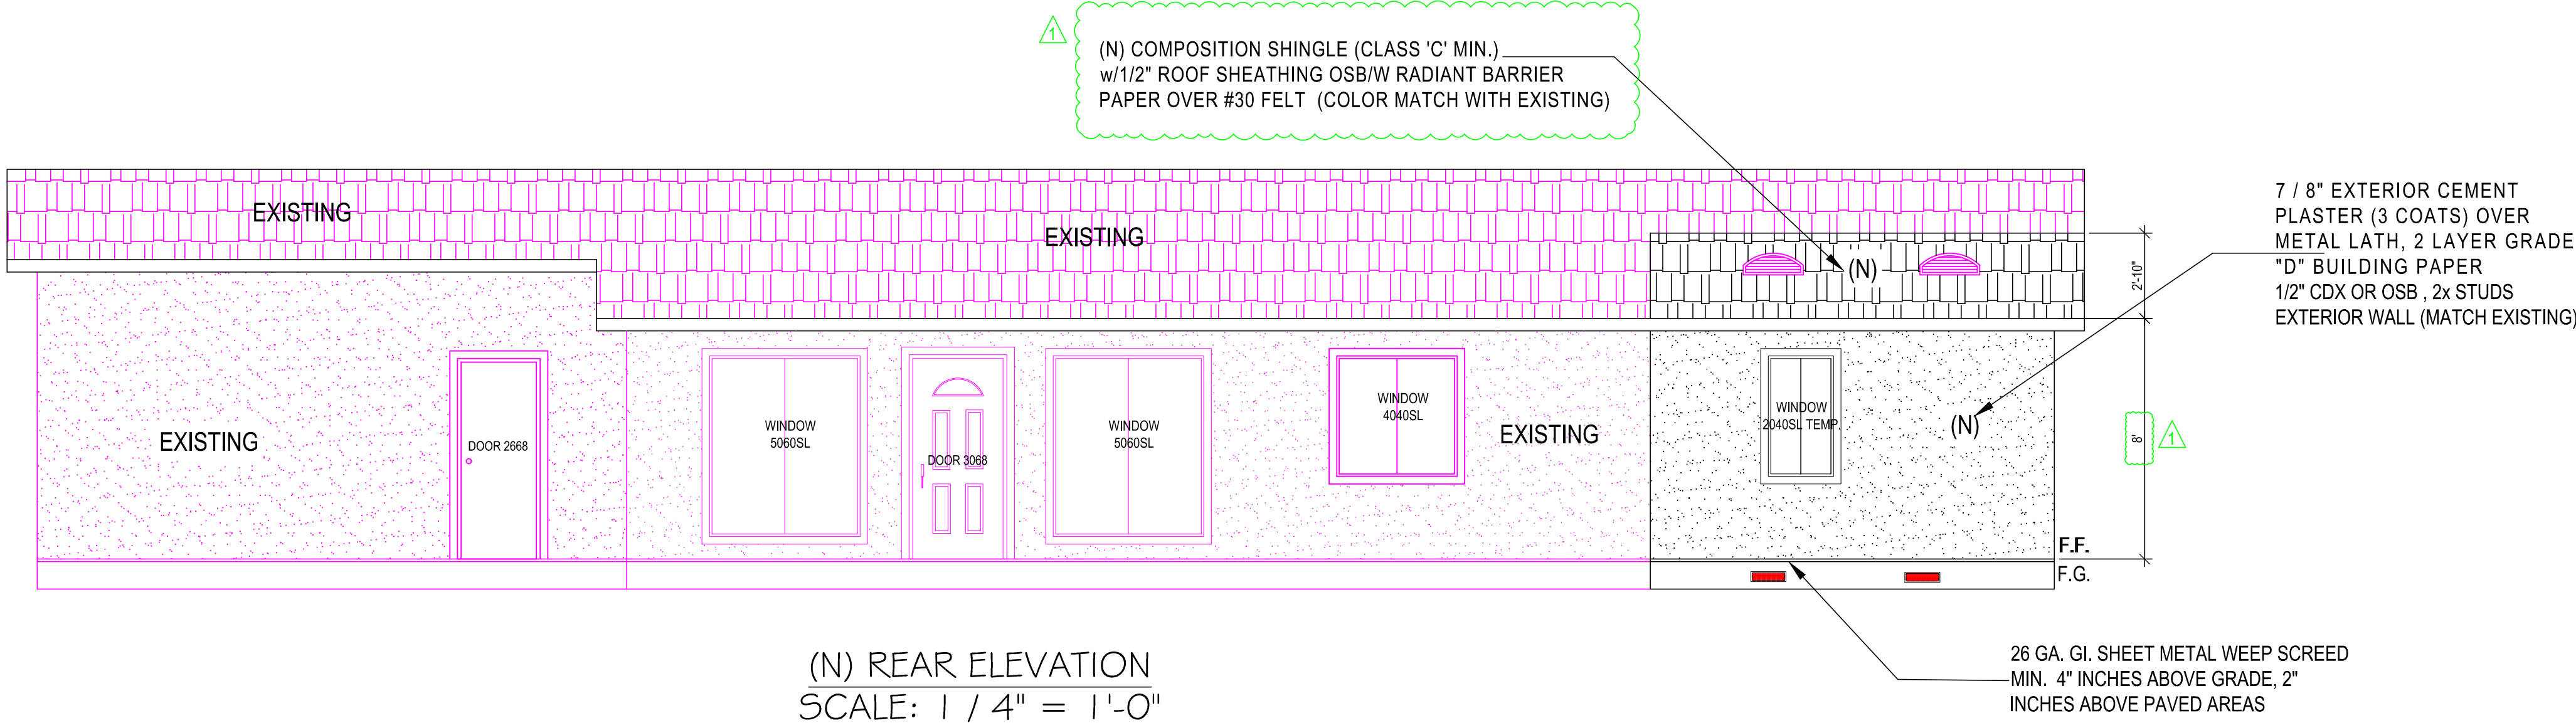 1
(N) COMPOSITION SHINGLE (CLASS 'C' MIN.)
w/1/2" ROOF SHEATHING OSB/W RADIANT BARRIER
PAPER OVER #30 FELT (COLOR MATCH WITH EXISTING)
7 / 8" EXTERIOR CEMENT
PLASTER (3 COATS) OVER
METAL LATH, 2 LAYER GRADE
"D" BUILDING PAPER
1/2" CDX OR OSB , 2x STUDS
EXTERIOR WALL (MATCH EXISTING)
EXISTING
EXISTING
(N)
2'-10"
EXISTING
DOOR 2668
WINDOW
5060SL
DOOR 3068
WINDOW
5060SL
WINDOW
4040SL
EXISTING
WINDOW
2040SL TEMP.
(N)
8'
1
F.F.
F.G.
(N) REAR ELEVATION
SCALE: 1 / 4" = 1'-0"
26 GA. GI. SHEET METAL WEEP SCREED
MIN. 4" INCHES ABOVE GRADE, 2"
INCHES ABOVE PAVED AREAS